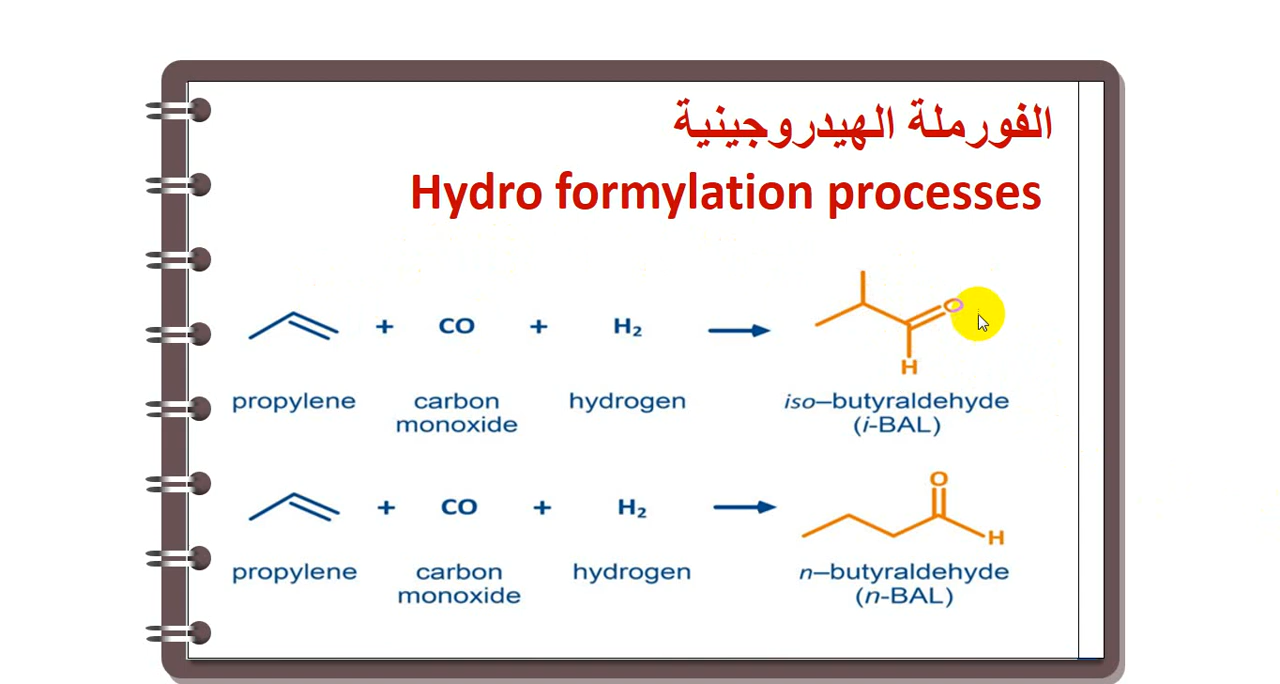 الفورملة الهيدروجينية
Hydro formylation processes
+ CO + H₂ → O
H
propylene carbon monoxide hydrogen iso–butyraldehyde (i-BAL)
+ CO + H₂ → O
H
propylene carbon monoxide hydrogen n–butyraldehyde (n-BAL)